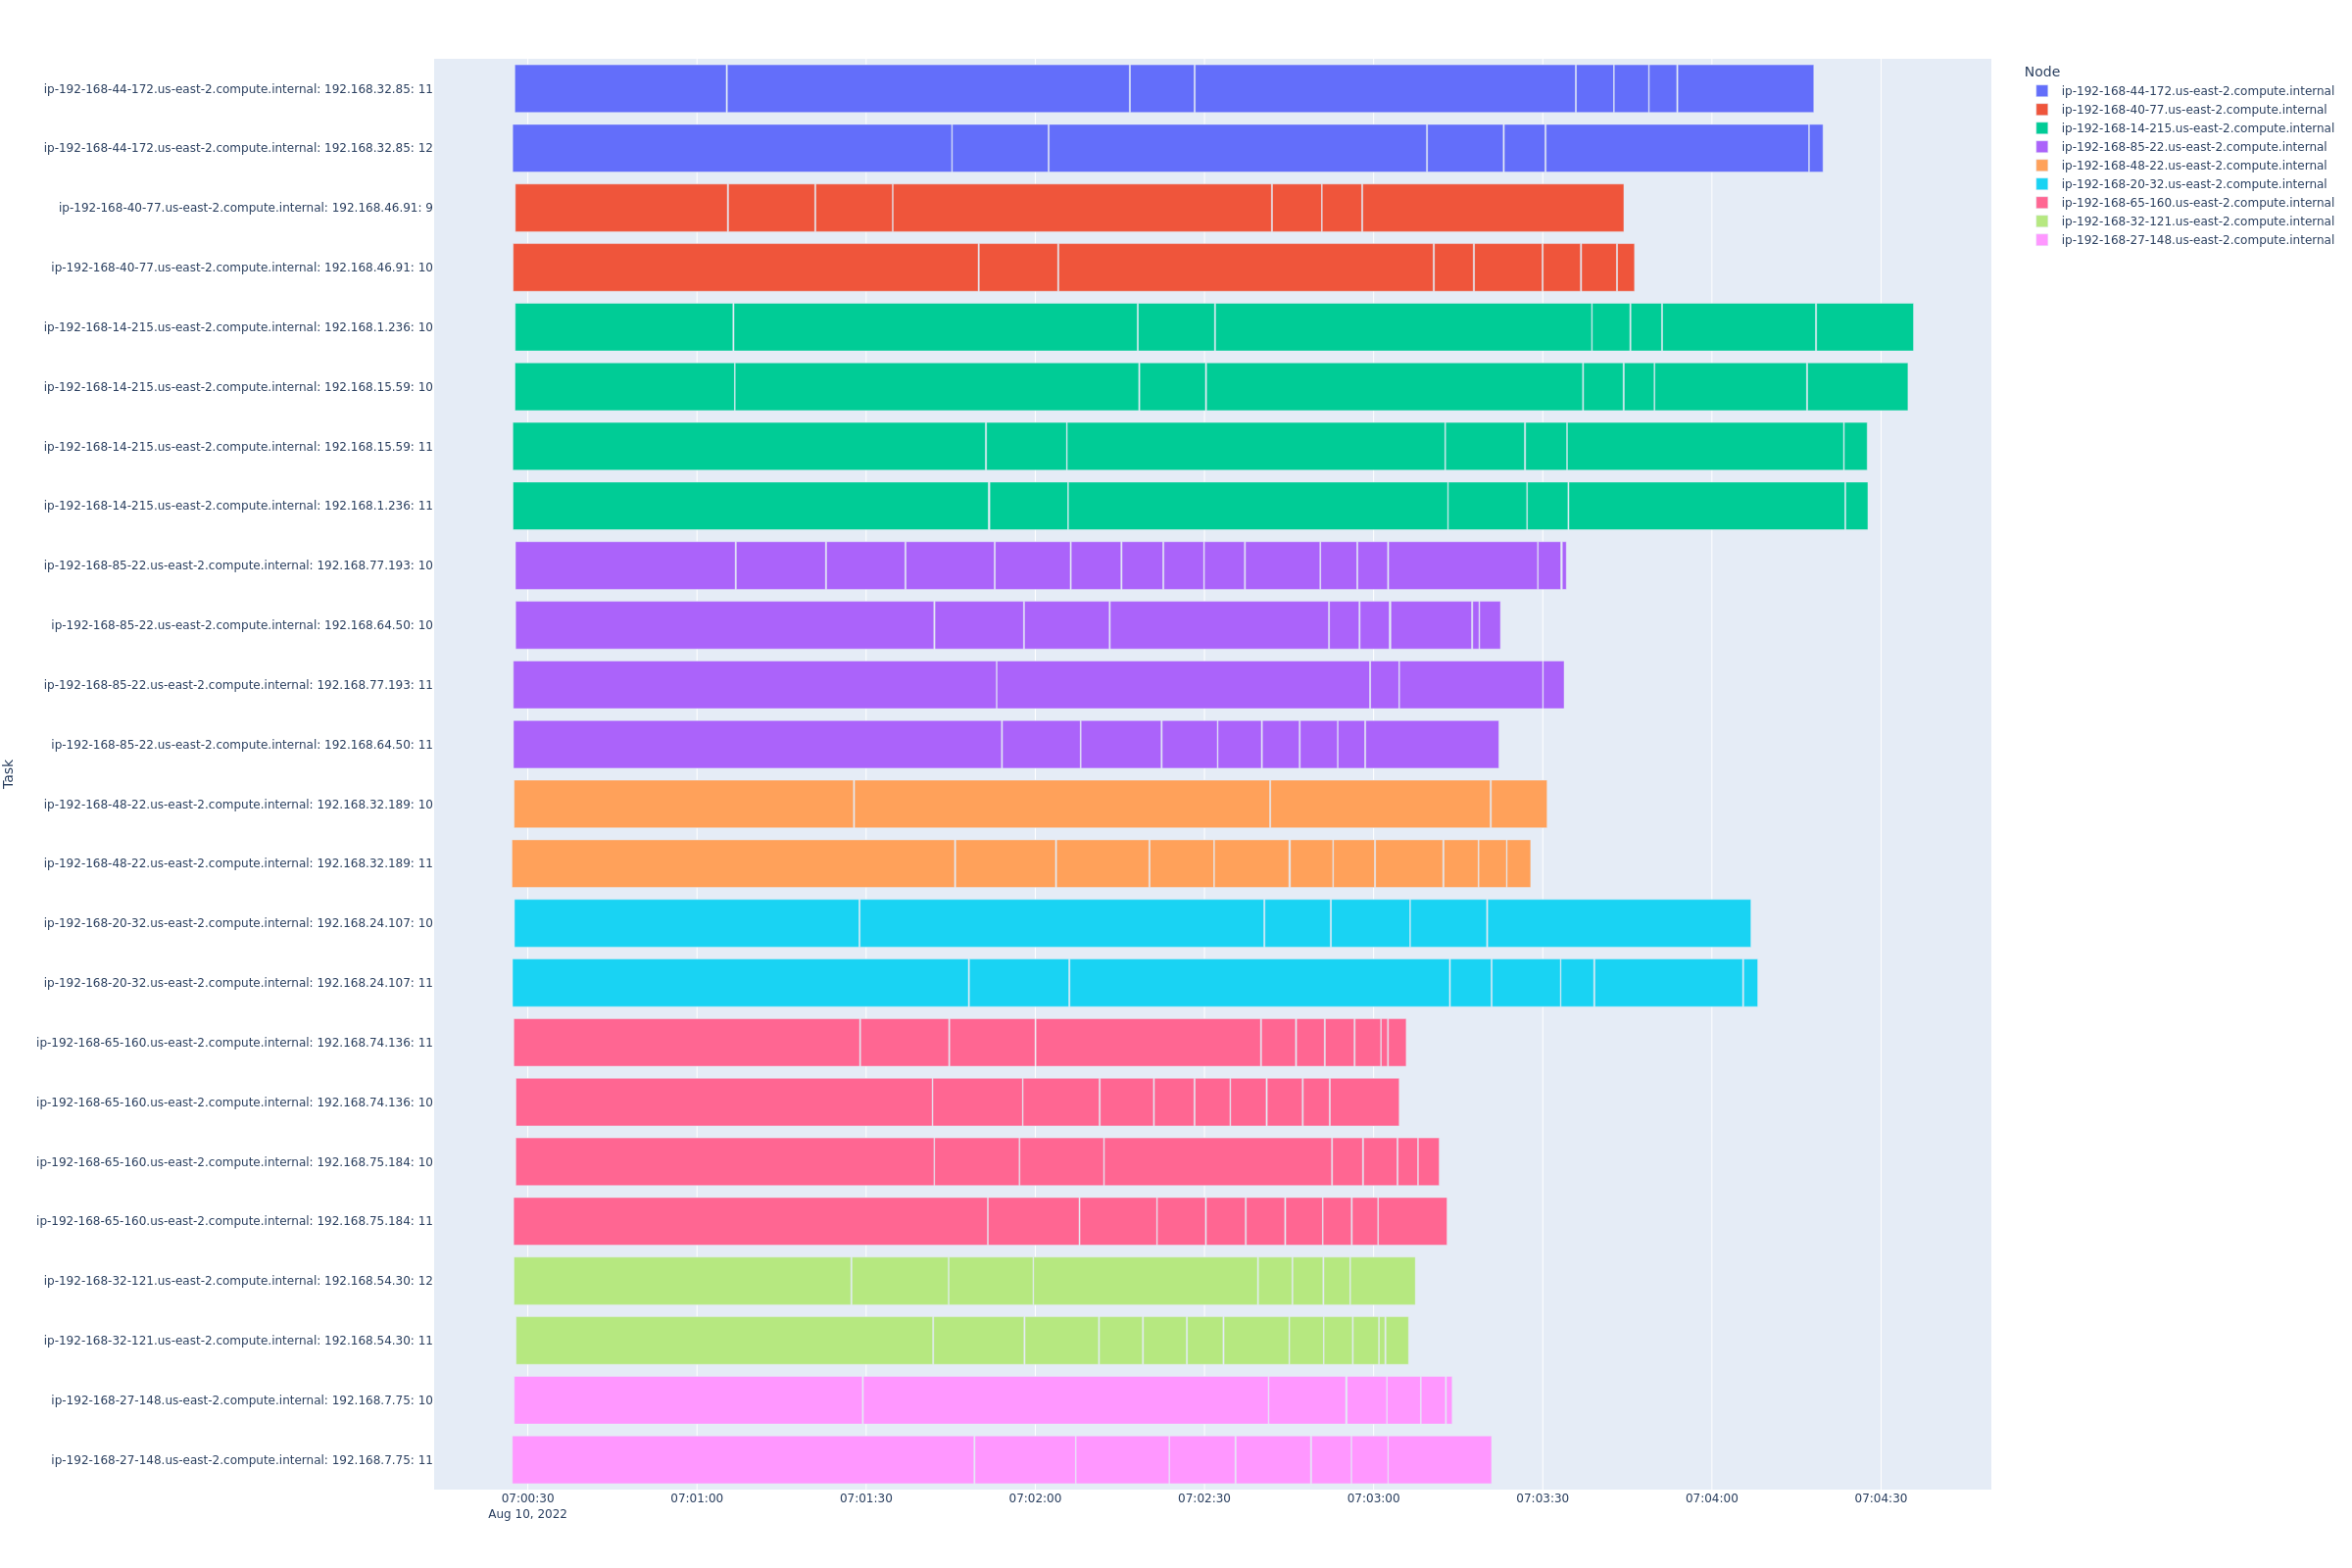 ip-192-168-44-172.us-east-2.compute.internal: 192.168.32.85: 11
ip-192-168-44-172.us-east-2.compute.internal: 192.168.32.85: 12
ip-192-168-40-77.us-east-2.compute.internal: 192.168.46.91: 9
ip-192-168-40-77.us-east-2.compute.internal: 192.168.46.91: 10
ip-192-168-14-215.us-east-2.compute.internal: 192.168.1.236: 10
ip-192-168-14-215.us-east-2.compute.internal: 192.168.15.59: 10
ip-192-168-14-215.us-east-2.compute.internal: 192.168.15.59: 11
ip-192-168-14-215.us-east-2.compute.internal: 192.168.1.236: 11
ip-192-168-85-22.us-east-2.compute.internal: 192.168.77.193: 10
ip-192-168-85-22.us-east-2.compute.internal: 192.168.64.50: 10
ip-192-168-85-22.us-east-2.compute.internal: 192.168.77.193: 11
ip-192-168-85-22.us-east-2.compute.internal: 192.168.64.50: 11
ip-192-168-48-22.us-east-2.compute.internal: 192.168.32.189: 10
ip-192-168-48-22.us-east-2.compute.internal: 192.168.32.189: 11
ip-192-168-20-32.us-east-2.compute.internal: 192.168.24.107: 10
ip-192-168-20-32.us-east-2.compute.internal: 192.168.24.107: 11
ip-192-168-65-160.us-east-2.compute.internal: 192.168.74.136: 11
ip-192-168-65-160.us-east-2.compute.internal: 192.168.74.136: 10
ip-192-168-65-160.us-east-2.compute.internal: 192.168.75.184: 10
ip-192-168-65-160.us-east-2.compute.internal: 192.168.75.184: 11
ip-192-168-32-121.us-east-2.compute.internal: 192.168.54.30: 12
ip-192-168-32-121.us-east-2.compute.internal: 192.168.54.30: 11
ip-192-168-27-148.us-east-2.compute.internal: 192.168.7.75: 10
ip-192-168-27-148.us-east-2.compute.internal: 192.168.7.75: 11
Task
07:00:30 07:01:00 07:01:30 07:02:00 07:02:30 07:03:00 07:03:30 07:04:00 07:04:30
Aug 10, 2022
Node
ip-192-168-44-172.us-east-2.compute.internal
ip-192-168-40-77.us-east-2.compute.internal
ip-192-168-14-215.us-east-2.compute.internal
ip-192-168-85-22.us-east-2.compute.internal
ip-192-168-48-22.us-east-2.compute.internal
ip-192-168-20-32.us-east-2.compute.internal
ip-192-168-65-160.us-east-2.compute.internal
ip-192-168-32-121.us-east-2.compute.internal
ip-192-168-27-148.us-east-2.compute.internal